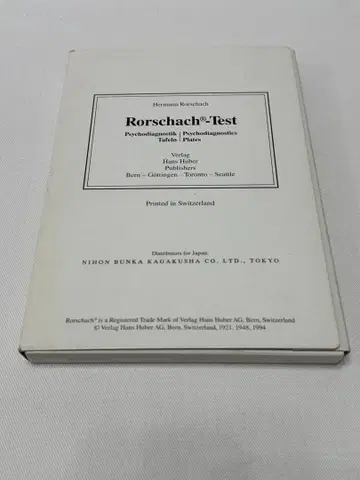 Hermann Rorschach
Rorschach®-Test
Psychodiagnostik | Psychodiagnostics
Tafeln | Plates
Verlag
Hans Huber
Publishers
Bern – Göttingen – Toronto – Seattle
Printed in Switzerland
Distributors for Japan:
NIHON BUNKA KAGAKUSHA CO. LTD., TOKYO
Rorschach® is a Registered Trade Mark of Verlag Hans Huber AG, Bern, Switzerland
© Verlag Hans Huber AG, Bern, Switzerland, 1921, 1948, 1994